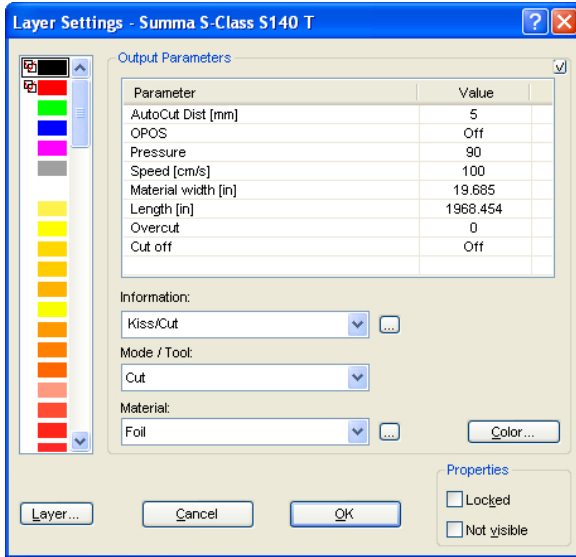 Layer Settings - Summa S-Class S140 T
Output Parameters
Parameter Value
AutoCut Dist [mm] 5
OPOS Off
Pressure 90
Speed [cm/s] 100
Material width [in] 19.685
Length [in] 1968.454
Overcut 0
Cut off Off
Information:
Kiss/Cut ...
Mode / Tool:
Cut
Material:
Foil ... Color...
Properties
Locked
Layer... Cancel OK
Not visible